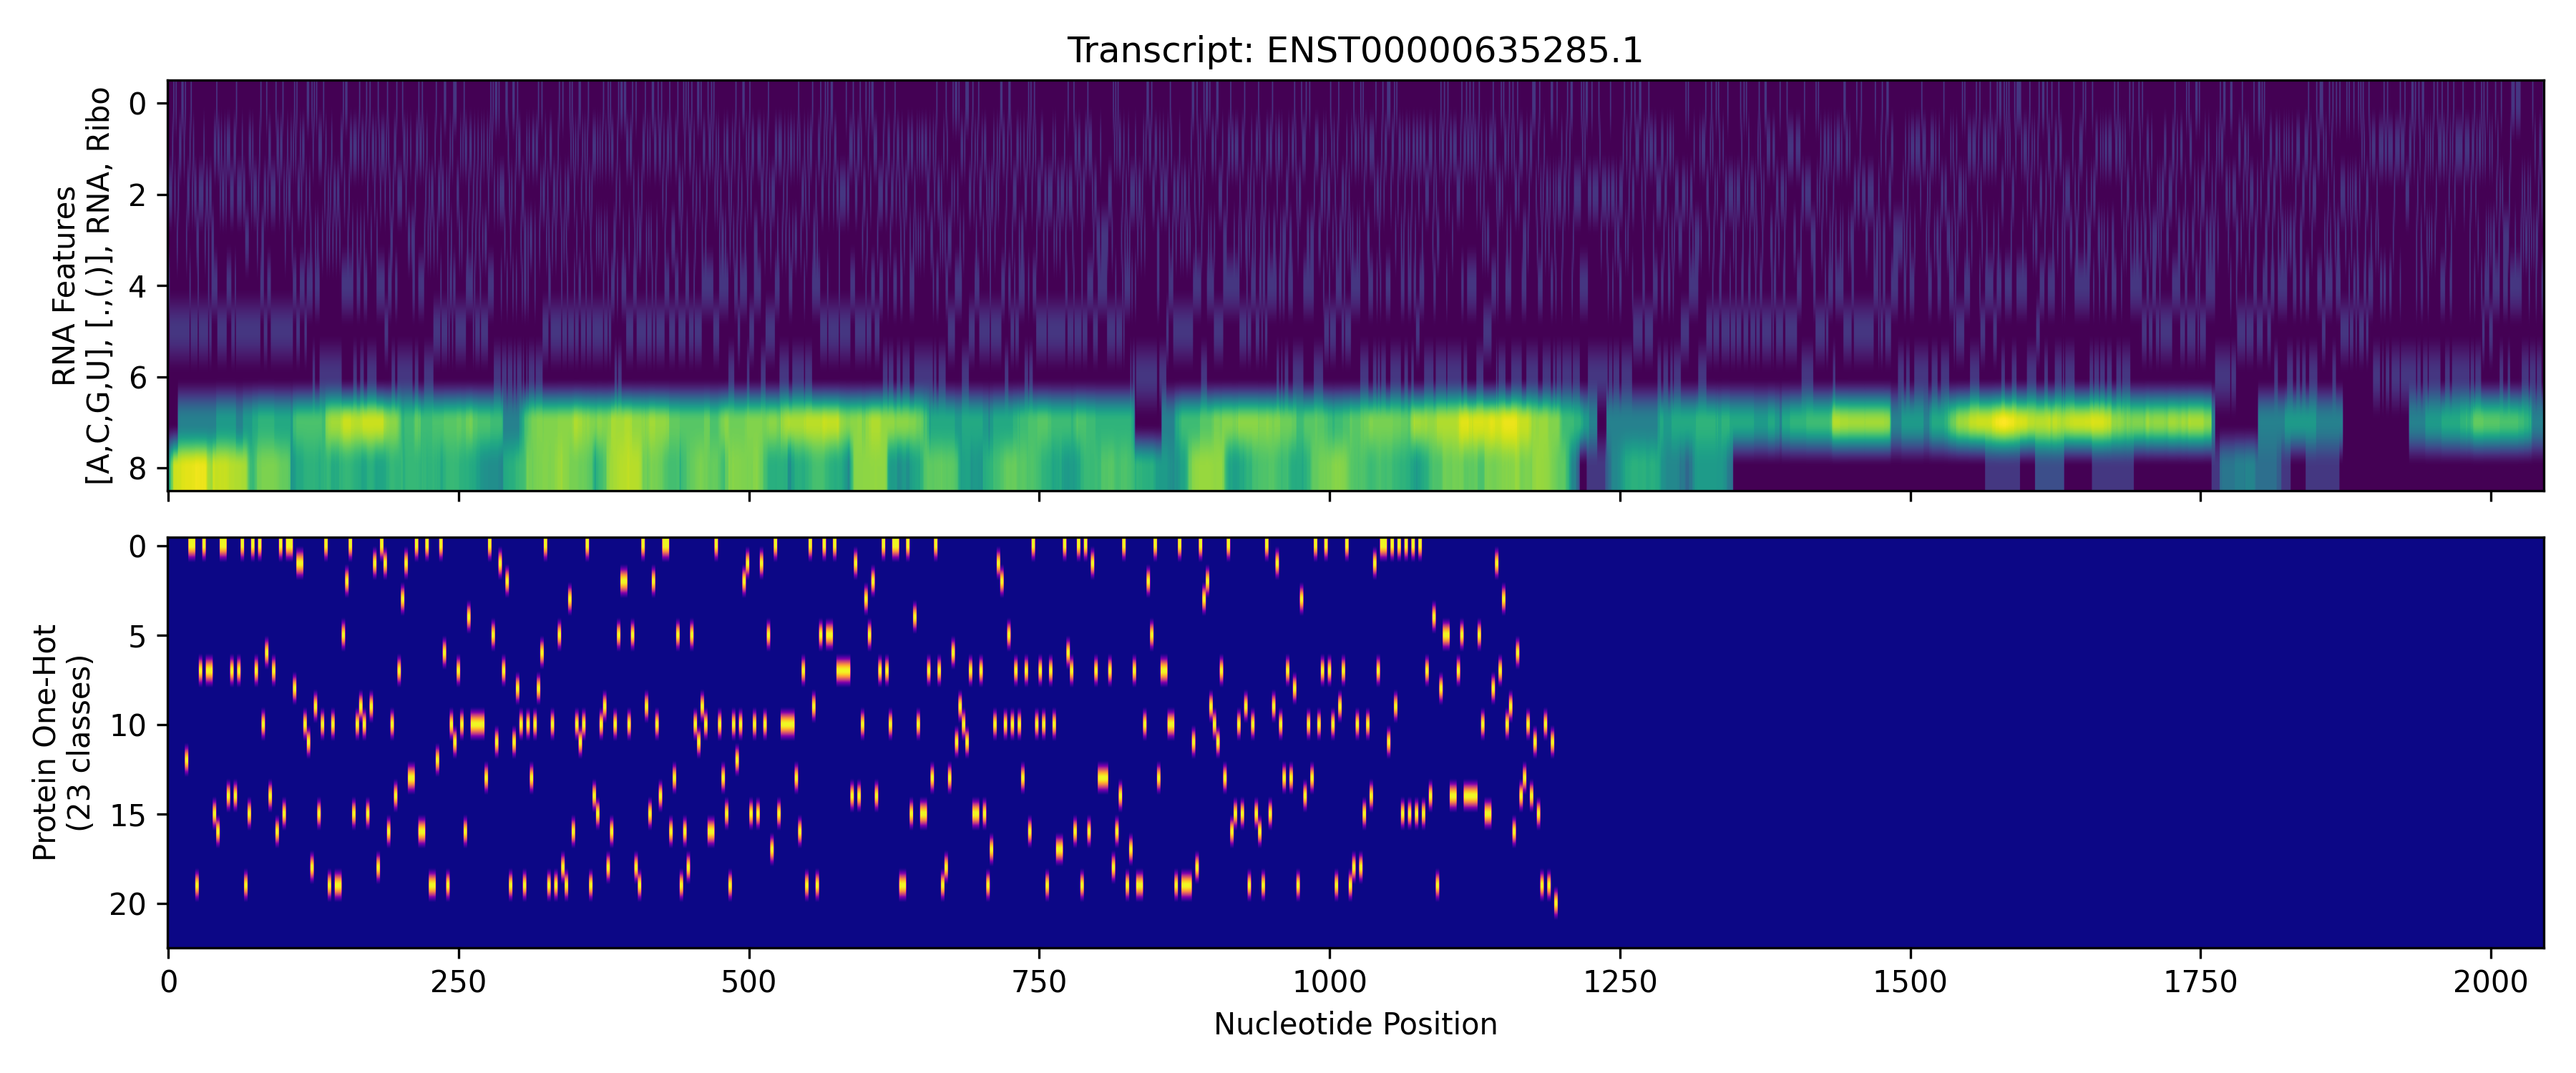 Transcript: ENST00000635285.1
RNA Features
[A,C,G,U], [.,(,)], RNA, Ribo
0
2
4
6
8
Protein One-Hot
(23 classes)
0
5
10
15
20
0 250 500 750 1000 1250 1500 1750 2000
Nucleotide Position